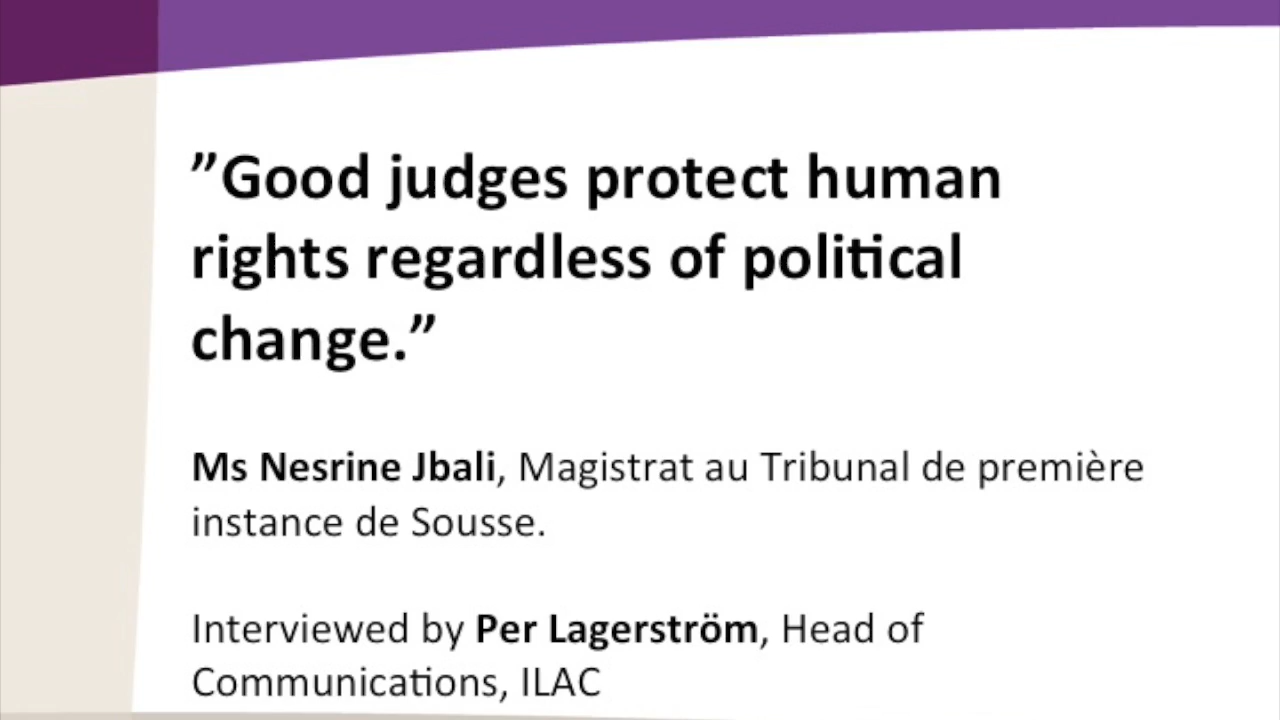 ”Good judges protect human
rights regardless of political
change.”
Ms Nesrine Jbali, Magistrat au Tribunal de première
instance de Sousse.
Interviewed by Per Lagerström, Head of
Communications, ILAC